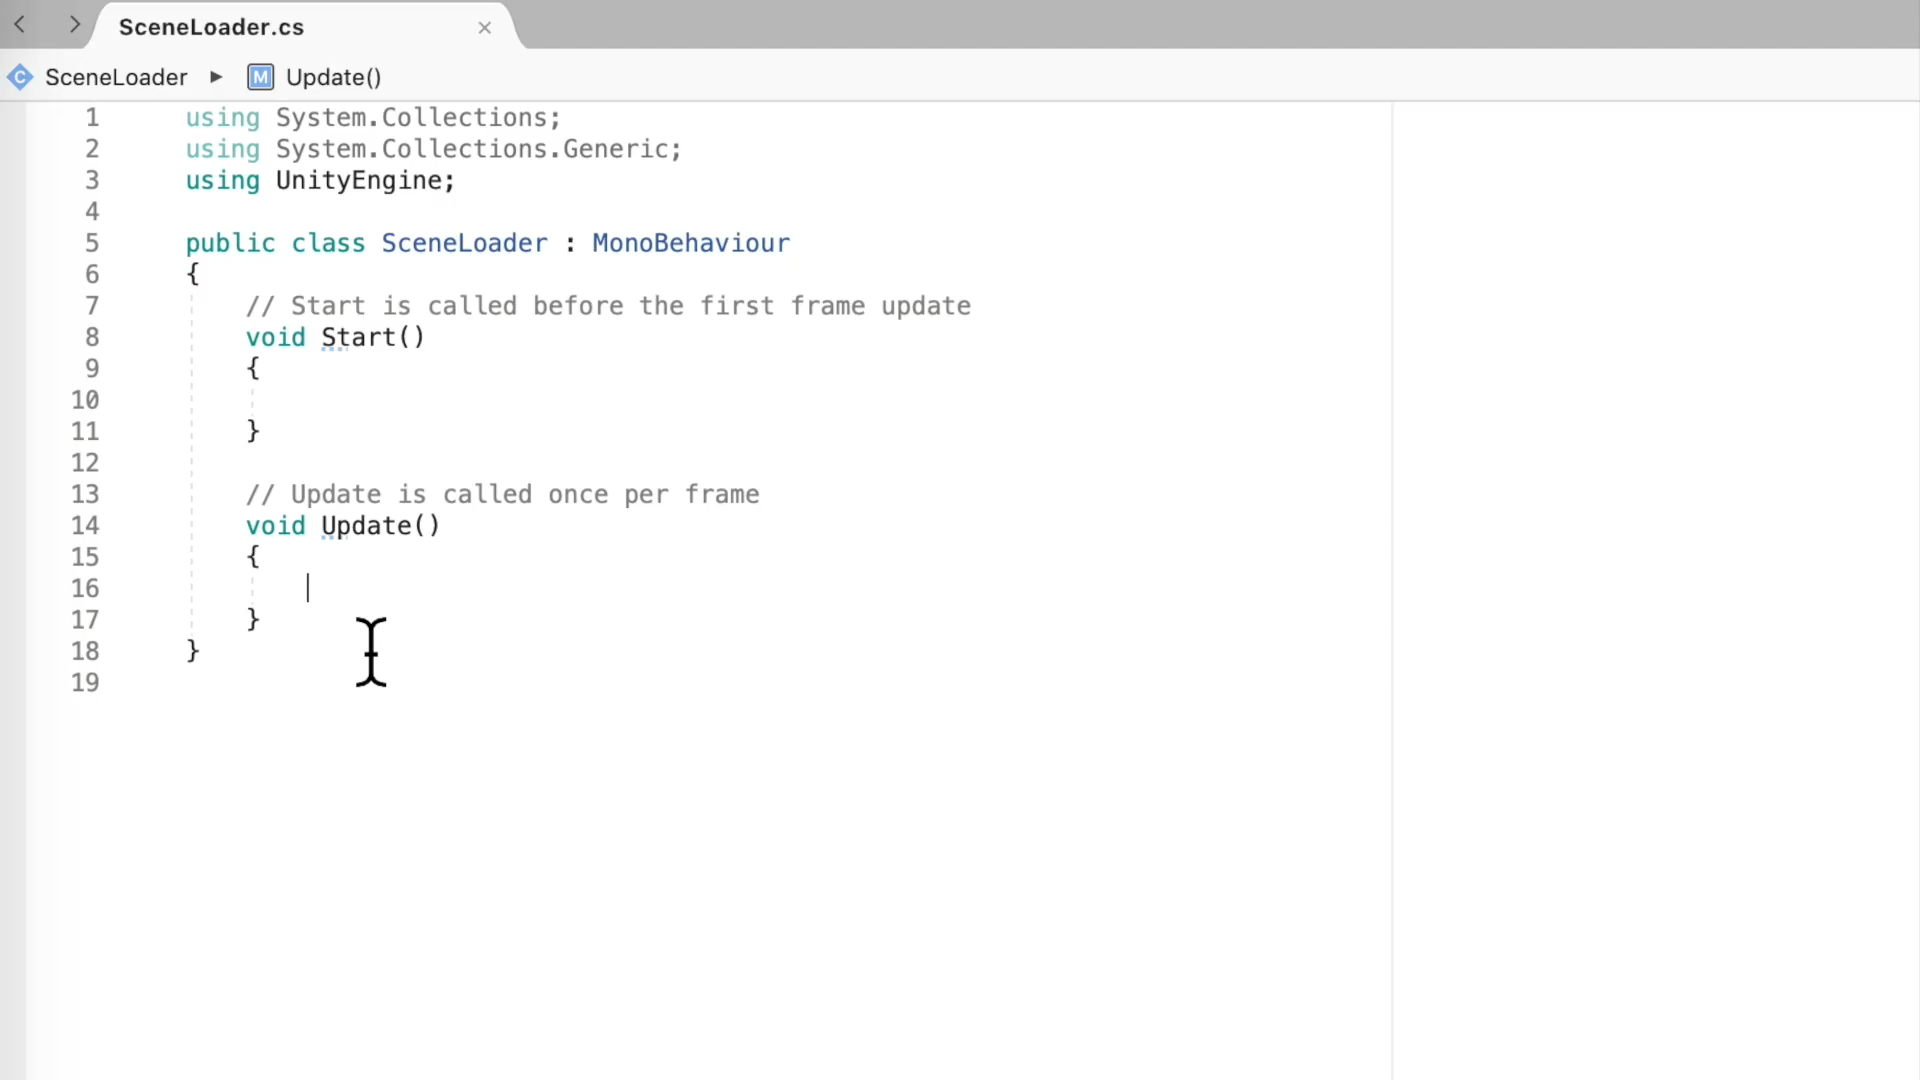 SceneLoader.cs
SceneLoader ▶ M Update()
1 using System.Collections;
2 using System.Collections.Generic;
3 using UnityEngine;
4
5 public class SceneLoader : MonoBehaviour
6 {
7 // Start is called before the first frame update
8 void Start()
9 {
10
11 }
12
13 // Update is called once per frame
14 void Update()
15 {
16
17 }
18 }
19